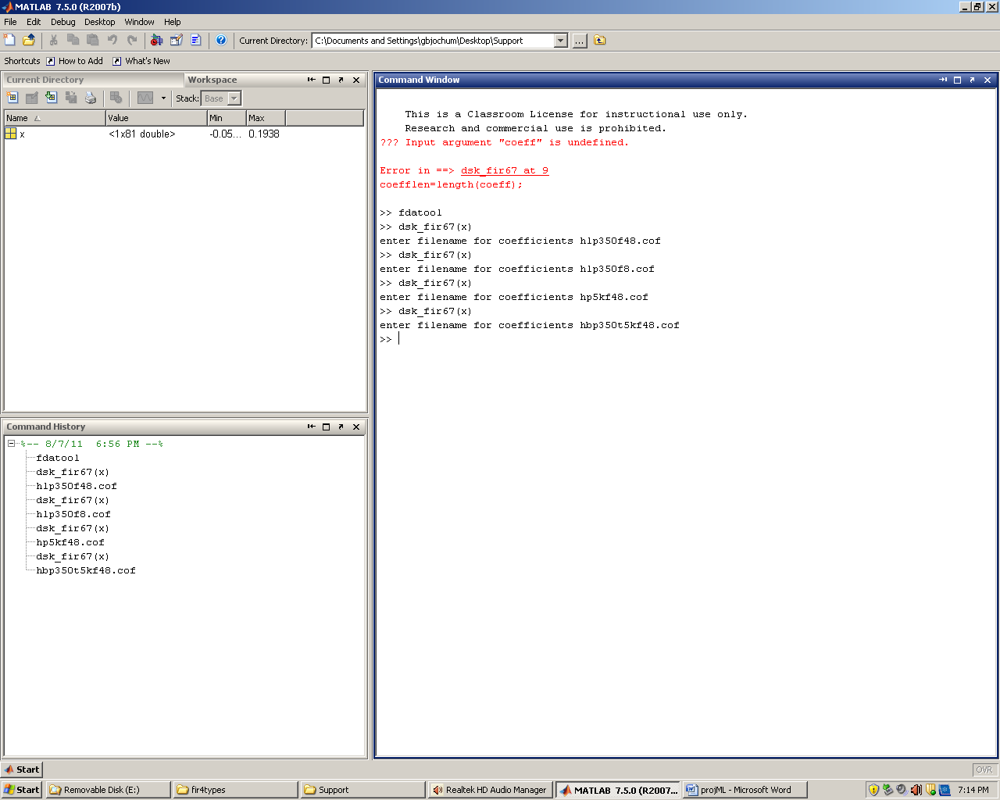 MATLAB 7.5.0 (R2007b)
File Edit Debug Desktop Window Help
Current Directory: C:\Documents and Settings\gbjochum\Desktop\Support ...
Shortcuts How to Add What's New
Current Directory Workspace
Stack: Base
Name Value Min Max
x <1x81 double> -0.05... 0.1938
Command History
%-- 8/7/11 6:56 PM --%
fdatool
dsk_fir67(x)
hlp350f48.cof
dsk_fir67(x)
hlp350f8.cof
dsk_fir67(x)
hp5kf48.cof
dsk_fir67(x)
hbp350t5kf48.cof
Command Window
This is a Classroom License for instructional use only.
Research and commercial use is prohibited.
??? Input argument "coeff" is undefined.
Error in ==> dsk_fir67 at 9
coefflen=length(coeff);
>> fdatool
>> dsk_fir67(x)
enter filename for coefficients hlp350f48.cof
>> dsk_fir67(x)
enter filename for coefficients hlp350f8.cof
>> dsk_fir67(x)
enter filename for coefficients hp5kf48.cof
>> dsk_fir67(x)
enter filename for coefficients hbp350t5kf48.cof
>>
Start OVR
Start Removable Disk (E:) fir4types Support Realtek HD Audio Manager MATLAB 7.5.0 (R2007... projML - Microsoft Word 7:14 PM